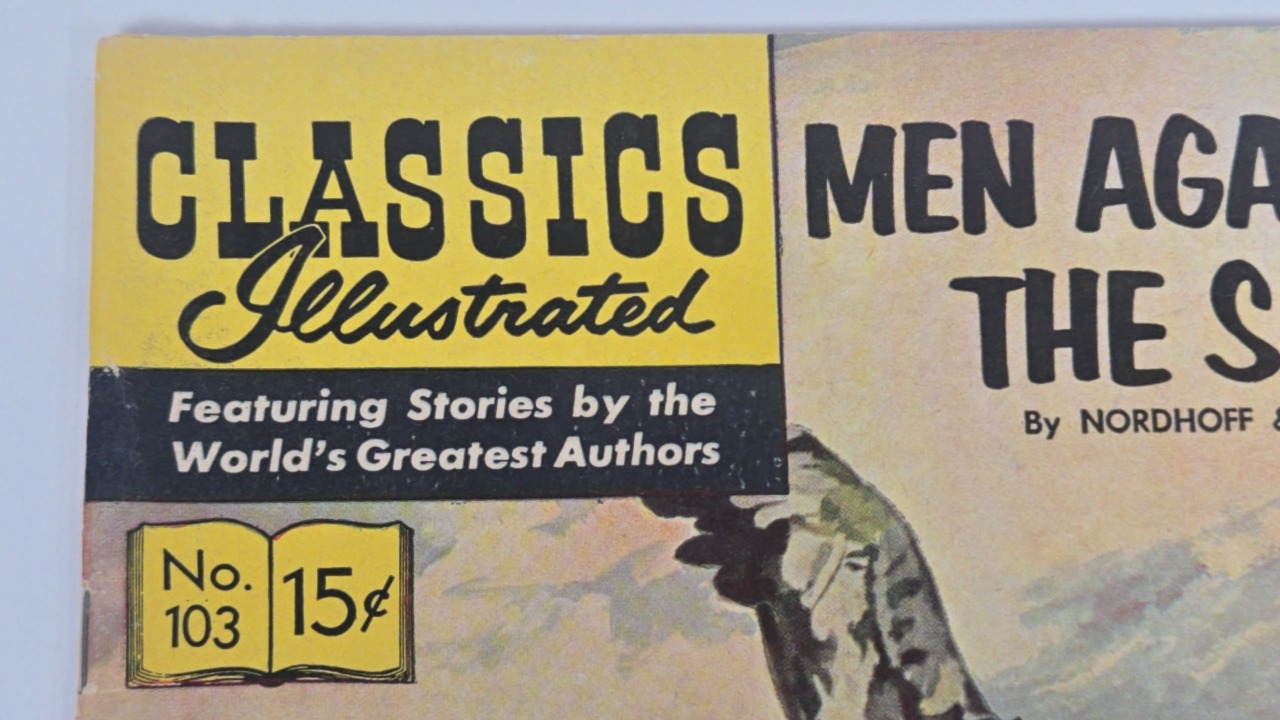 CLASSICS
Illustrated
Featuring Stories by the
World's Greatest Authors
No.
103
15¢
MEN AGA
THE S
By NORDHOFF &